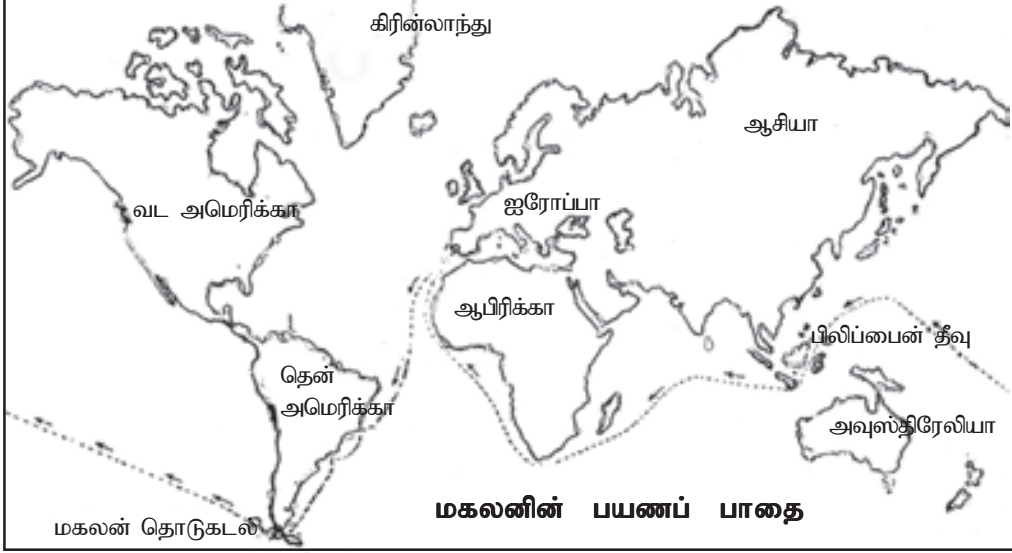 கிரின்லாந்து
ஆசியா
வட அமெரிக்கா
ஐரோப்பா
ஆபிரிக்கா
பிலிப்பைன் தீவு
தென்
அமெரிக்கா
அவுஸ்திரேலியா
மகலனின் பயணப் பாதை
மகலன் தொடுகடல்